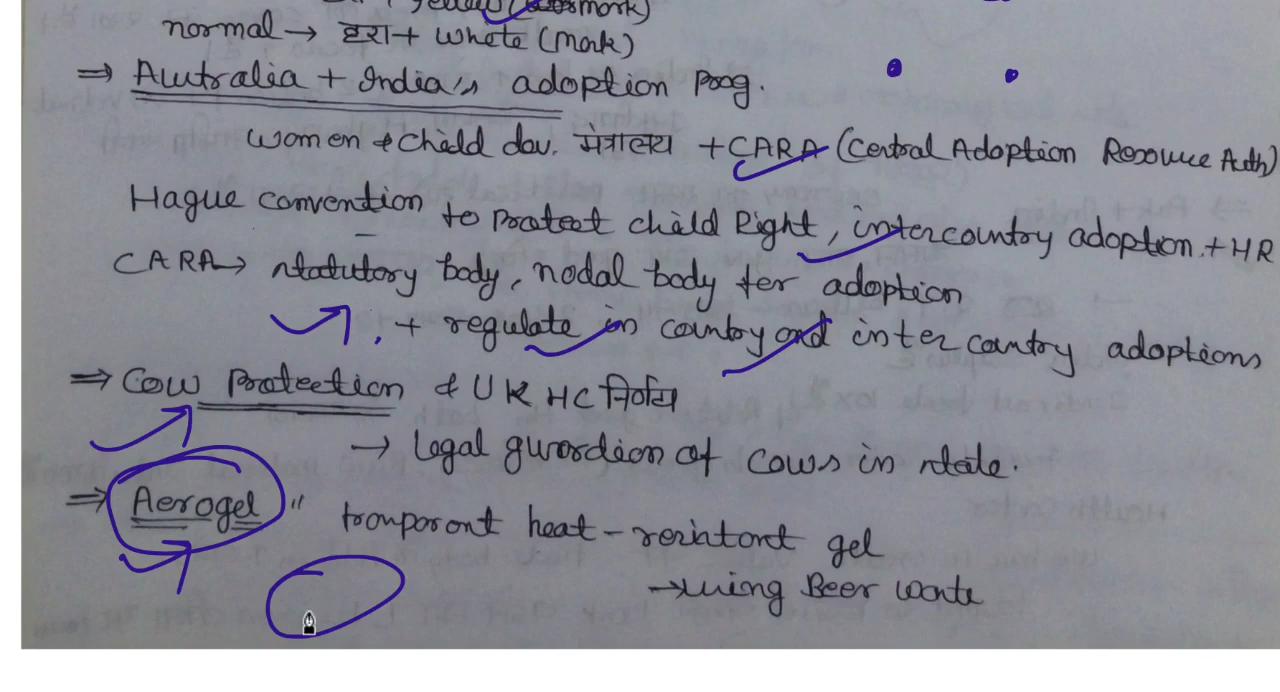 yellow (mark)
normal → हरा + white (Mark)
⇒ Australia + India's adoption Prog.
Women & Child dev. मंत्रालय + CARA (Central Adoption Resource Auth)
Hague convention to Protect Child Right, intercountry adoption. + HR
CARA → statutory body, nodal body for adoption
+ regulate in country and inter country adoptions
⇒ Cow Protection & UK HC निर्णय
→ legal guardian of cows in state.
⇒ Aerogel " transparent heat-resistant gel
→ using Beer waste